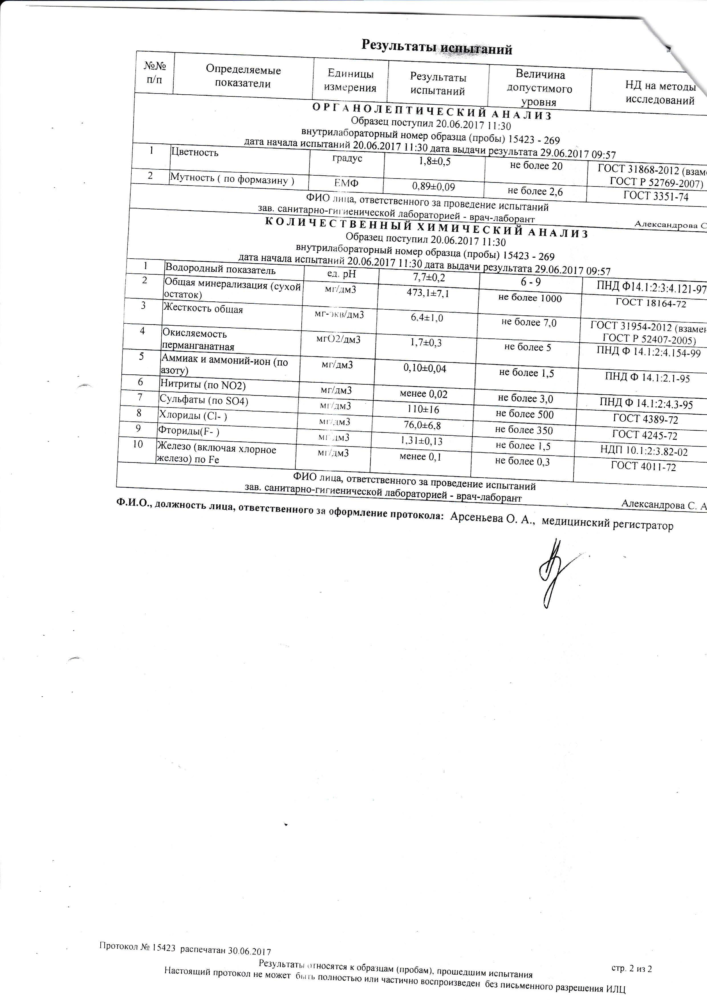 Результаты испытаний
№№ п/п Определяемые показатели Единицы измерения Результаты испытаний Величина допустимого уровня НД на методы исследований
ОРГАНОЛЕПТИЧЕСКИЙ АНАЛИЗ
Образец поступил 20.06.2017 11:30
внутрилабораторный номер образца (пробы) 15423 - 269
дата начала испытаний 20.06.2017 11:30 дата выдачи результата 29.06.2017 09:57
1 Цветность градус 1,8±0,5 не более 20 ГОСТ 31868-2012 (взаме
ГОСТ Р 52769-2007)
2 Мутность ( по формазину ) ЕМФ 0,89±0,09 не более 2,6 ГОСТ 3351-74
ФИО лица, ответственного за проведение испытаний
зав. санитарно-гигиенической лабораторией - врач-лаборант Александрова С
КОЛИЧЕСТВЕННЫЙ ХИМИЧЕСКИЙ АНАЛИЗ
Образец поступил 20.06.2017 11:30
внутрилабораторный номер образца (пробы) 15423 - 269
дата начала испытаний 20.06.2017 11:30 дата выдачи результата 29.06.2017 09:57
1 Водородный показатель ед. pH 7,7±0,2 6 - 9 ПНД Ф14.1:2:3:4.121-97
2 Общая минерализация (сухой остаток) мг/дм3 473,1±7,1 не более 1000 ГОСТ 18164-72
3 Жесткость общая мг-экв/дм3 6,4±1,0 не более 7,0 ГОСТ 31954-2012 (взамен
ГОСТ Р 52407-2005)
4 Окисляемость перманганатная мгО2/дм3 1,7±0,3 не более 5 ПНД Ф 14.1:2:4.154-99
5 Аммиак и аммоний-ион (по азоту) мг/дм3 0,10±0,04 не более 1,5 ПНД Ф 14.1:2.1-95
6 Нитриты (по NO2) мг/дм3 менее 0,02 не более 3,0 ПНД Ф 14.1:2:4.3-95
7 Сульфаты (по SO4) мг/дм3 110±16 не более 500 ГОСТ 4389-72
8 Хлориды (Cl- ) мг/дм3 76,0±6,8 не более 350 ГОСТ 4245-72
9 Фториды(F- ) мг/дм3 1,31±0,13 не более 1,5 НДП 10.1:2:3.82-02
10 Железо (включая хлорное железо) по Fe мг/дм3 менее 0,1 не более 0,3 ГОСТ 4011-72
ФИО лица, ответственного за проведение испытаний
зав. санитарно-гигиенической лабораторией - врач-лаборант Александрова С. А
Ф.И.О., должность лица, ответственного за оформление протокола: Арсеньева О. А., медицинский регистратор
Протокол № 15423 распечатан 30.06.2017
Результаты относятся к образцам (пробам), прошедшим испытания стр. 2 из 2
Настоящий протокол не может быть полностью или частично воспроизведен без письменного разрешения ИЛЦ